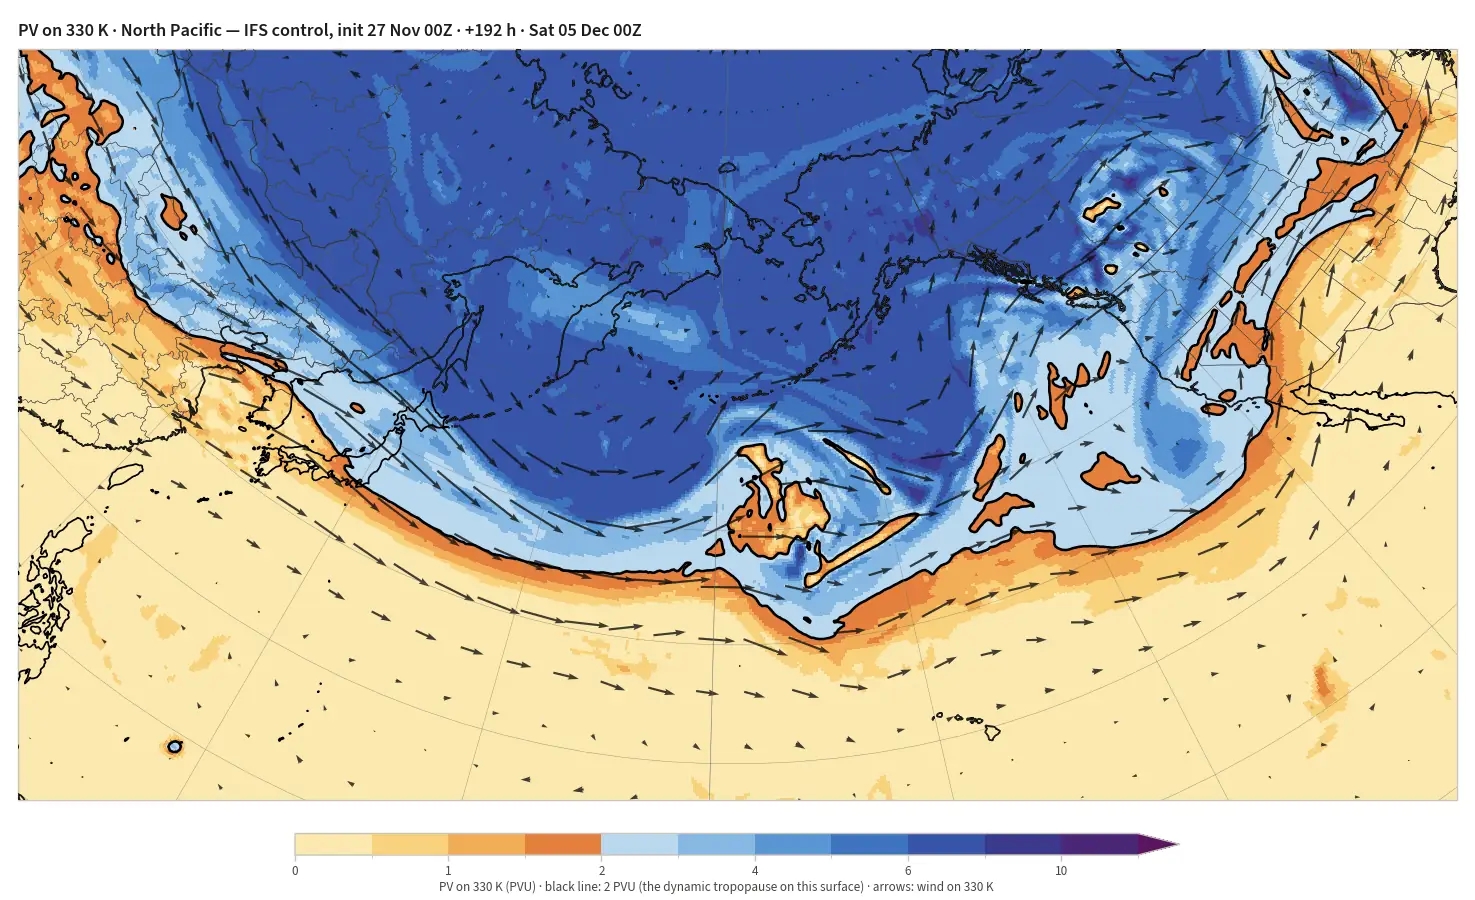 PV on 330 K · North Pacific — IFS control, init 27 Nov 00Z · +192 h · Sat 05 Dec 00Z
0 1 2 4 6 10
PV on 330 K (PVU) · black line: 2 PVU (the dynamic tropopause on this surface) · arrows: wind on 330 K